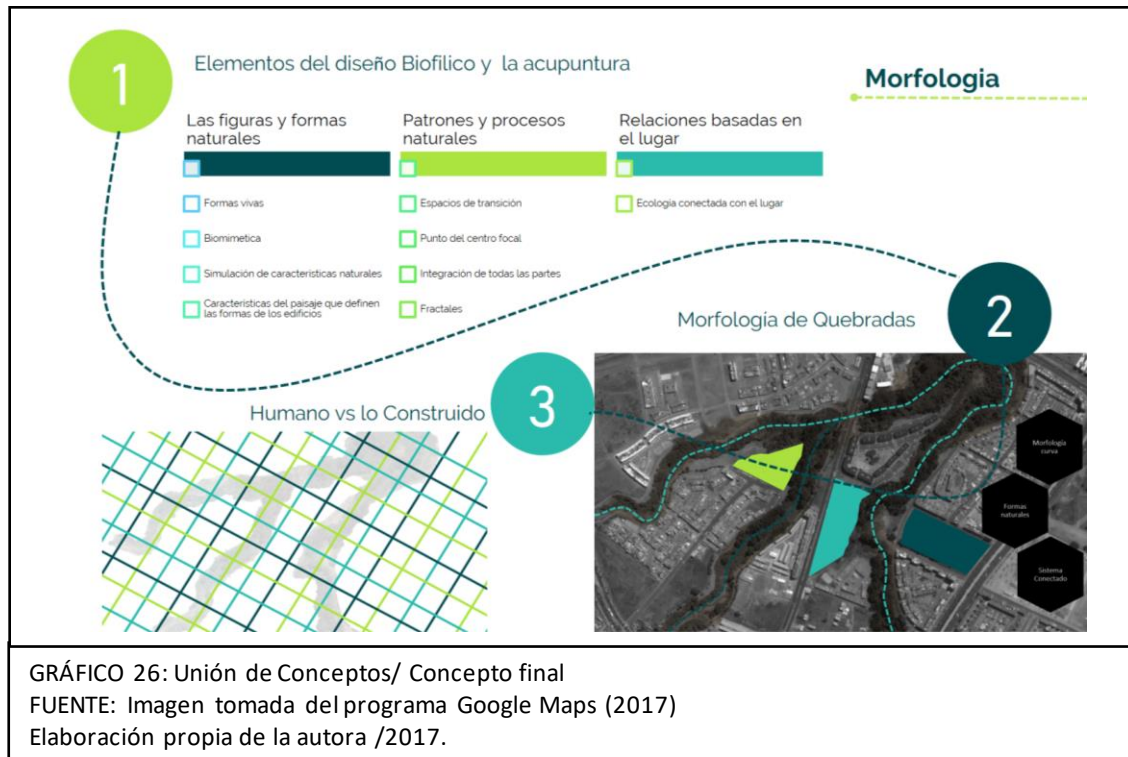 1
Elementos del diseño Biofilico y la acupuntura
Morfologia
Las figuras y formas
naturales
Formas vivas
Biomimetica
Simulación de características naturales
Características del paisaje que definen
las formas de los edificios
Patrones y procesos
naturales
Espacios de transición
Punto del centro focal
Integración de todas las partes
Fractales
Relaciones basadas en
el lugar
Ecología conectada con el lugar
2
Morfología de Quebradas
Morfología
curva
Formas
naturales
Sistema
Conectado
3
Humano vs lo Construido
GRÁFICO 26: Unión de Conceptos/ Concepto final
FUENTE: Imagen tomada del programa Google Maps (2017)
Elaboración propia de la autora /2017.